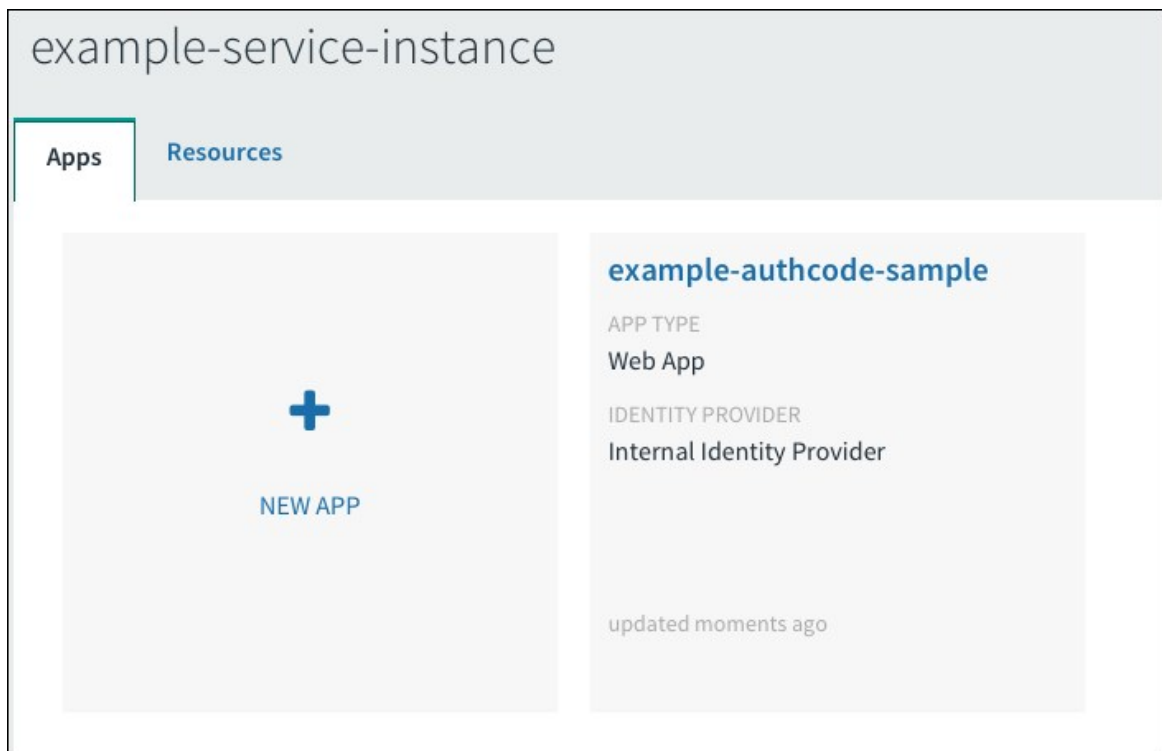 example-service-instance
Apps
Resources
NEW APP
example-authcode-sample
APP TYPE
Web App
IDENTITY PROVIDER
Internal Identity Provider
updated moments ago